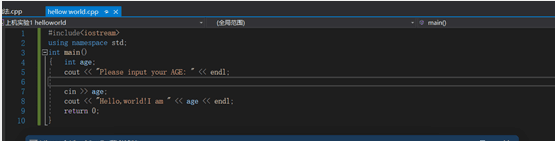 法.cpp
hellow world.cpp
上机实验1 helloworld
(全局范围)
main()
1 #include<iostream>
2 using namespace std;
3 int main()
4 { int age;
5 cout << "Please input your AGE: " << endl;
6
7 cin >> age;
8 cout << "Hello,world!I am " << age << endl;
9 return 0;
10 }